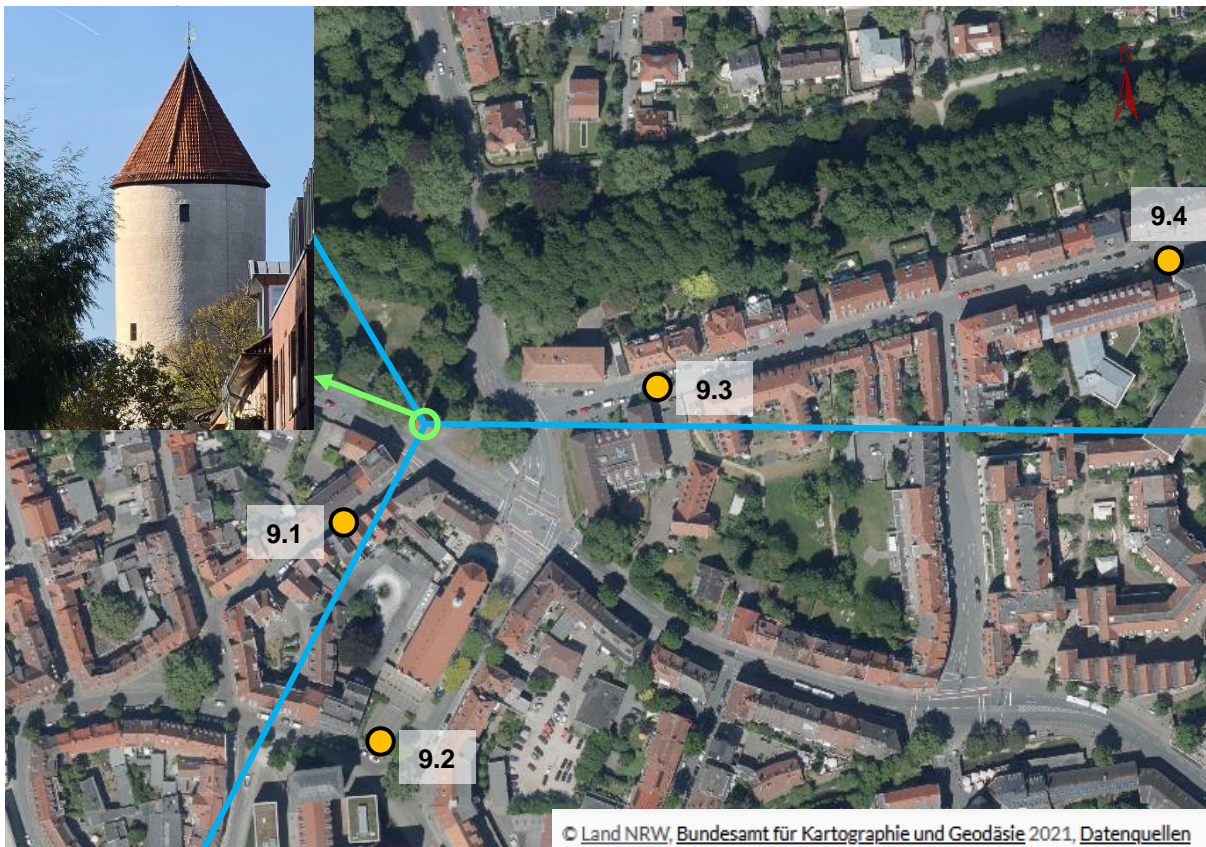 N
9.4
9.3
9.1
9.2
© Land NRW, Bundesamt für Kartographie und Geodäsie 2021, Datenquellen